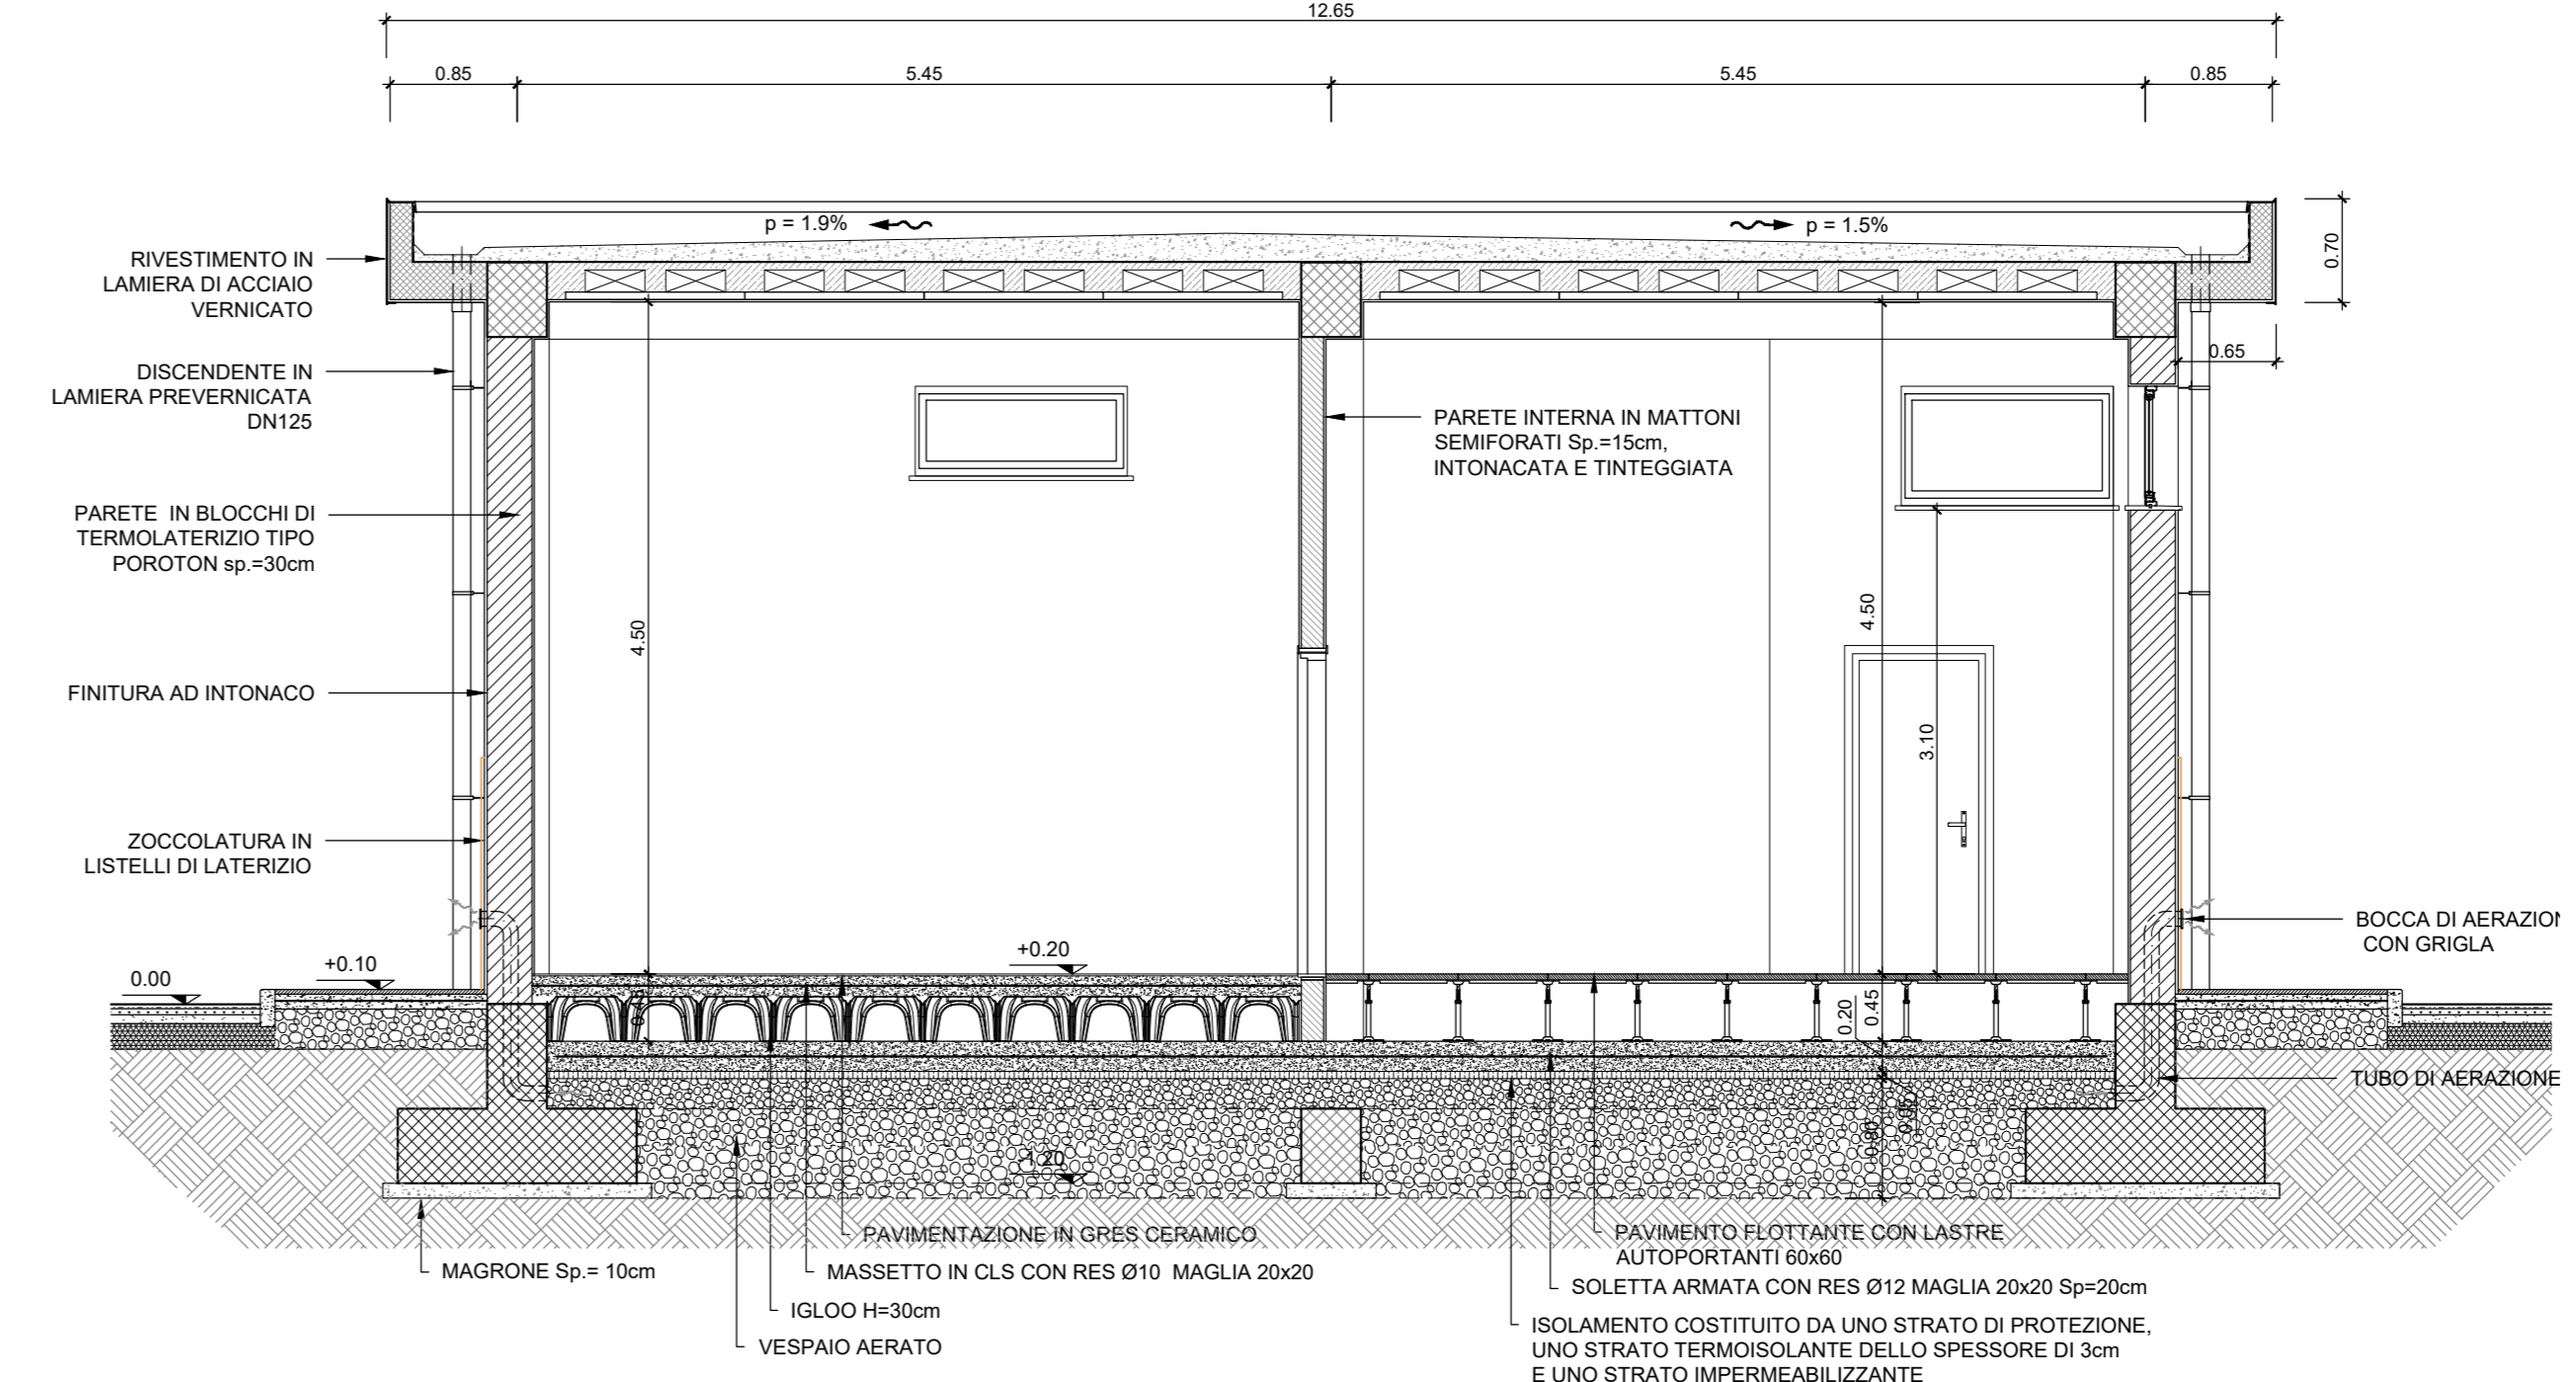 12.65
0.85
5.45
5.45
0.85
p = 1.9%
p = 1.5%
0.70
RIVESTIMENTO IN
LAMIERA DI ACCIAIO
VERNICATO
0.65
DISCENDENTE IN
LAMIERA PREVERNICATA
DN125
PARETE INTERNA IN MATTONI
SEMIFORATI Sp.=15cm,
INTONACATA E TINTEGGIATA
PARETE IN BLOCCHI DI
TERMOLATERIZIO TIPO
POROTON sp.=30cm
4.50
4.50
3.10
FINITURA AD INTONACO
ZOCCOLATURA IN
LISTELLI DI LATERIZIO
BOCCA DI AERAZION
CON GRIGLA
0.00
+0.10
+0.20
0.45
0.20
0.45
TUBO DI AERAZIONE
0.05
0.80
-1.20
PAVIMENTAZIONE IN GRES CERAMICO
MAGRONE Sp.= 10cm
MASSETTO IN CLS CON RES Ø10 MAGLIA 20x20
IGLOO H=30cm
VESPAIO AERATO
PAVIMENTO FLOTTANTE CON LASTRE
AUTOPORTANTI 60x60
SOLETTA ARMATA CON RES Ø12 MAGLIA 20x20 Sp=20cm
ISOLAMENTO COSTITUITO DA UNO STRATO DI PROTEZIONE,
UNO STRATO TERMOISOLANTE DELLO SPESSORE DI 3cm
E UNO STRATO IMPERMEABILIZZANTE